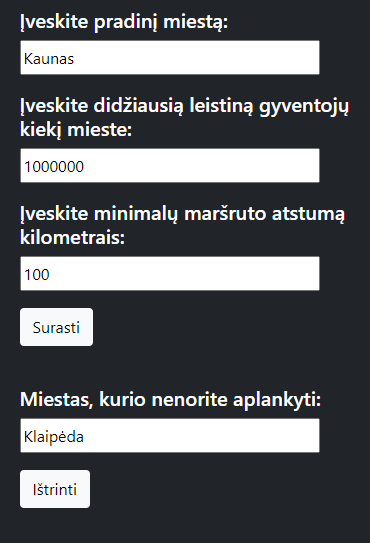 Įveskite pradinį miestą:
Kaunas
Įveskite didžiausią leistiną gyventojų
kiekį mieste:
1000000
Įveskite minimalų maršruto atstumą
kilometrais:
100
Surasti
Miestas, kurio nenorite aplankyti:
Klaipėda
Ištrinti